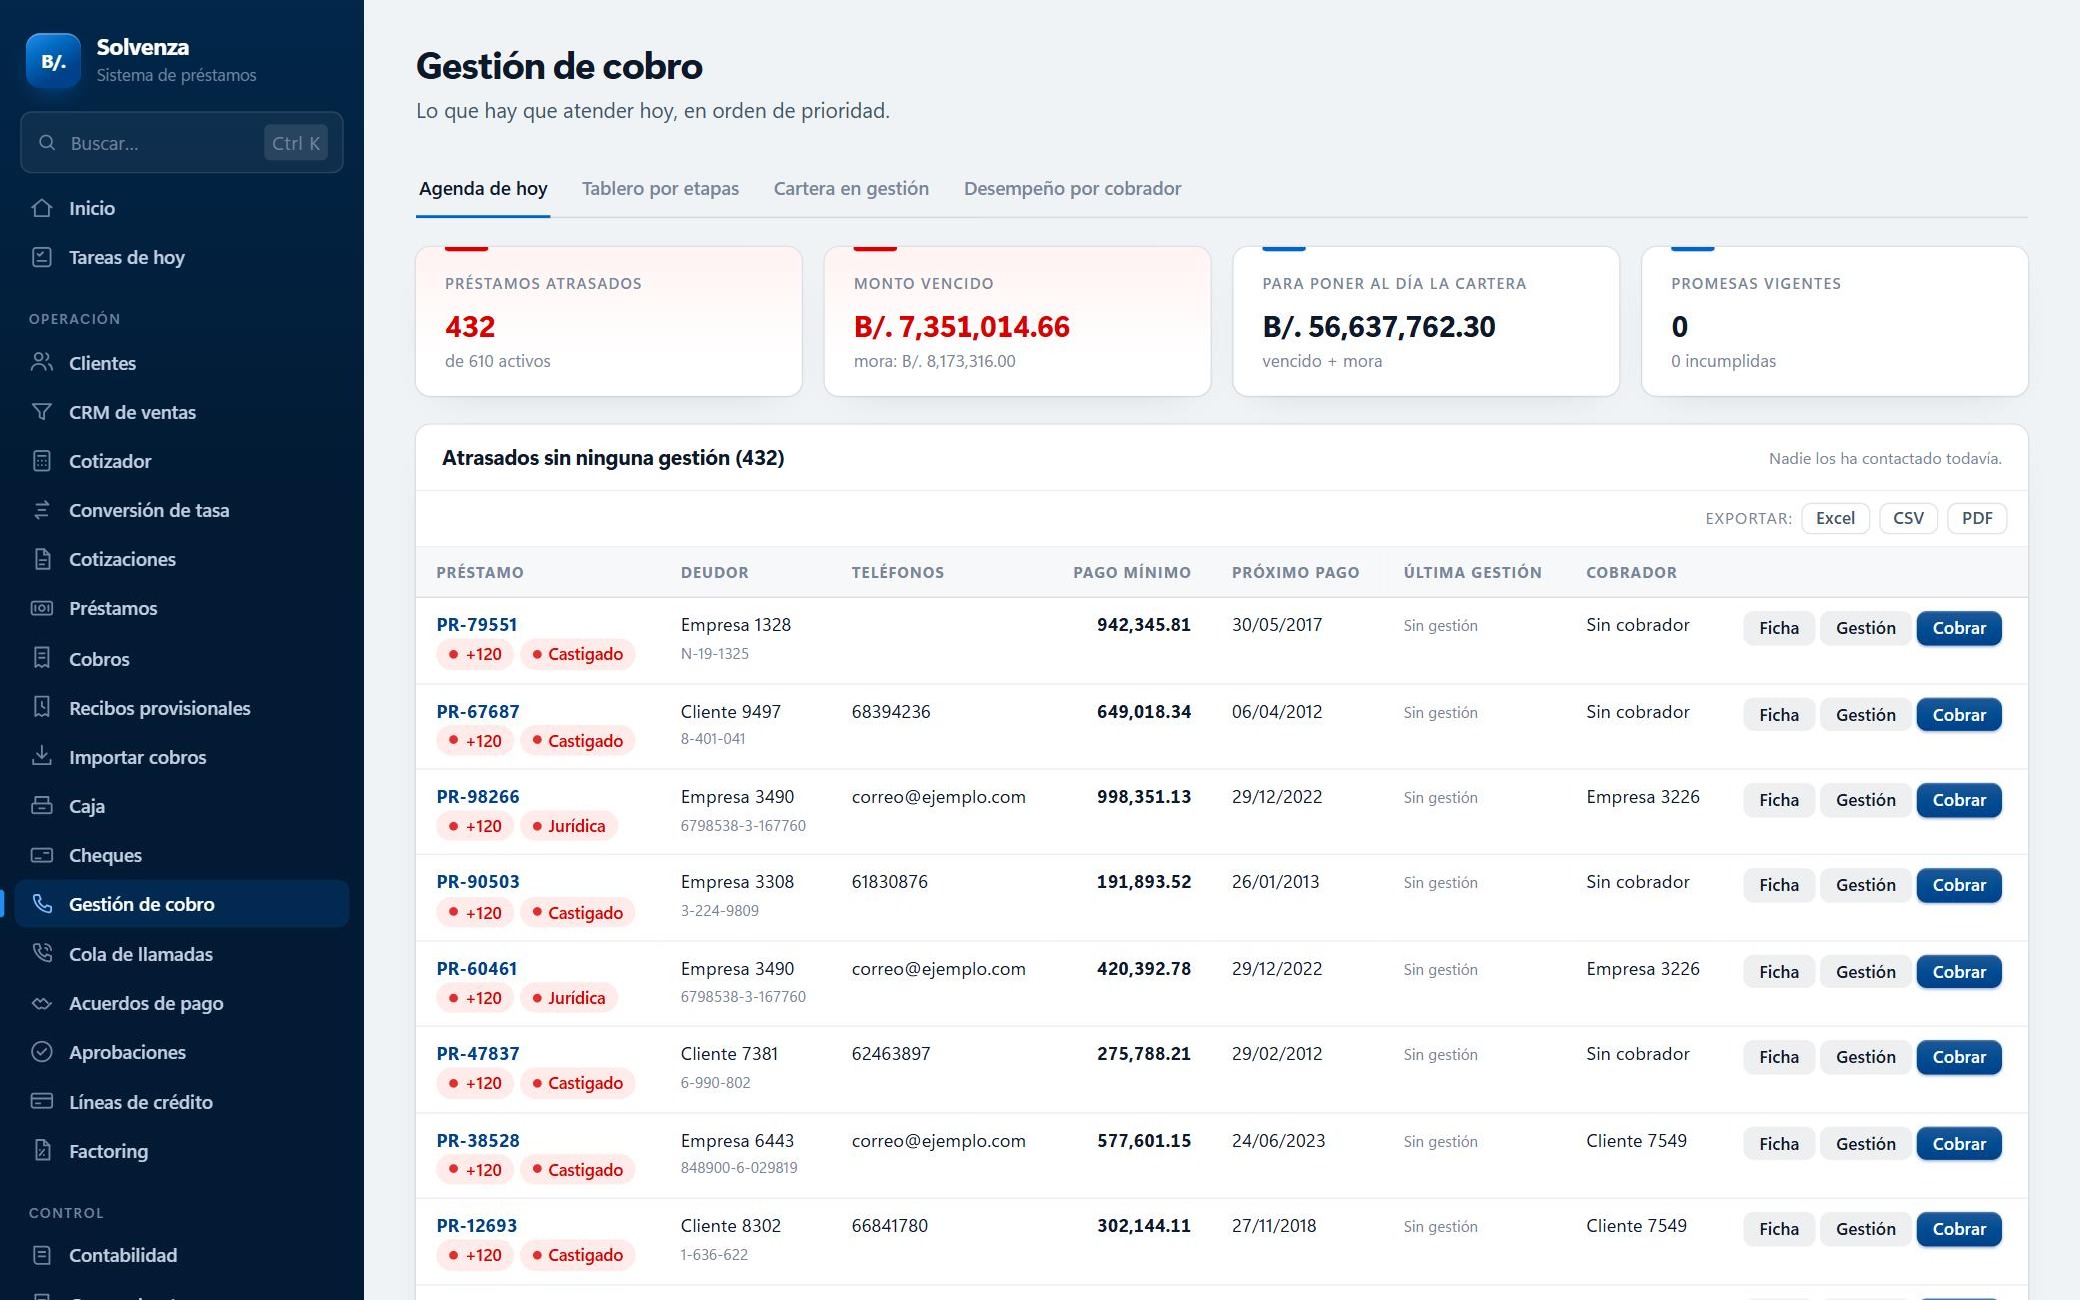 B/.
Solvenza
Sistema de préstamos
Buscar...
Ctrl K
Inicio
Tareas de hoy
OPERACIÓN
Clientes
CRM de ventas
Cotizador
Conversión de tasa
Cotizaciones
Préstamos
Cobros
Recibos provisionales
Importar cobros
Caja
Cheques
Gestión de cobro
Cola de llamadas
Acuerdos de pago
Aprobaciones
Líneas de crédito
Factoring
CONTROL
Contabilidad
Gestión de cobro
Lo que hay que atender hoy, en orden de prioridad.
Agenda de hoy Tablero por etapas Cartera en gestión Desempeño por cobrador
PRÉSTAMOS ATRASADOS
432
de 610 activos
MONTO VENCIDO
B/. 7,351,014.66
mora: B/. 8,173,316.00
PARA PONER AL DÍA LA CARTERA
B/. 56,637,762.30
vencido + mora
PROMESAS VIGENTES
0
0 incumplidas
Atrasados sin ninguna gestión (432) Nadie los ha contactado todavía.
EXPORTAR: Excel CSV PDF
PRÉSTAMO DEUDOR TELÉFONOS PAGO MÍNIMO PRÓXIMO PAGO ÚLTIMA GESTIÓN COBRADOR
PR-79551 Empresa 1328 942,345.81 30/05/2017 Sin gestión Sin cobrador Ficha Gestión Cobrar
+120 Castigado N-19-1325
PR-67687 Cliente 9497 68394236 649,018.34 06/04/2012 Sin gestión Sin cobrador Ficha Gestión Cobrar
+120 Castigado 8-401-041
PR-98266 Empresa 3490 correo@ejemplo.com 998,351.13 29/12/2022 Sin gestión Empresa 3226 Ficha Gestión Cobrar
+120 Jurídica 6798538-3-167760
PR-90503 Empresa 3308 61830876 191,893.52 26/01/2013 Sin gestión Sin cobrador Ficha Gestión Cobrar
+120 Castigado 3-224-9809
PR-60461 Empresa 3490 correo@ejemplo.com 420,392.78 29/12/2022 Sin gestión Empresa 3226 Ficha Gestión Cobrar
+120 Jurídica 6798538-3-167760
PR-47837 Cliente 7381 62463897 275,788.21 29/02/2012 Sin gestión Sin cobrador Ficha Gestión Cobrar
+120 Castigado 6-990-802
PR-38528 Empresa 6443 correo@ejemplo.com 577,601.15 24/06/2023 Sin gestión Cliente 7549 Ficha Gestión Cobrar
+120 Castigado 848900-6-029819
PR-12693 Cliente 8302 66841780 302,144.11 27/11/2018 Sin gestión Cliente 7549 Ficha Gestión Cobrar
+120 Castigado 1-636-622